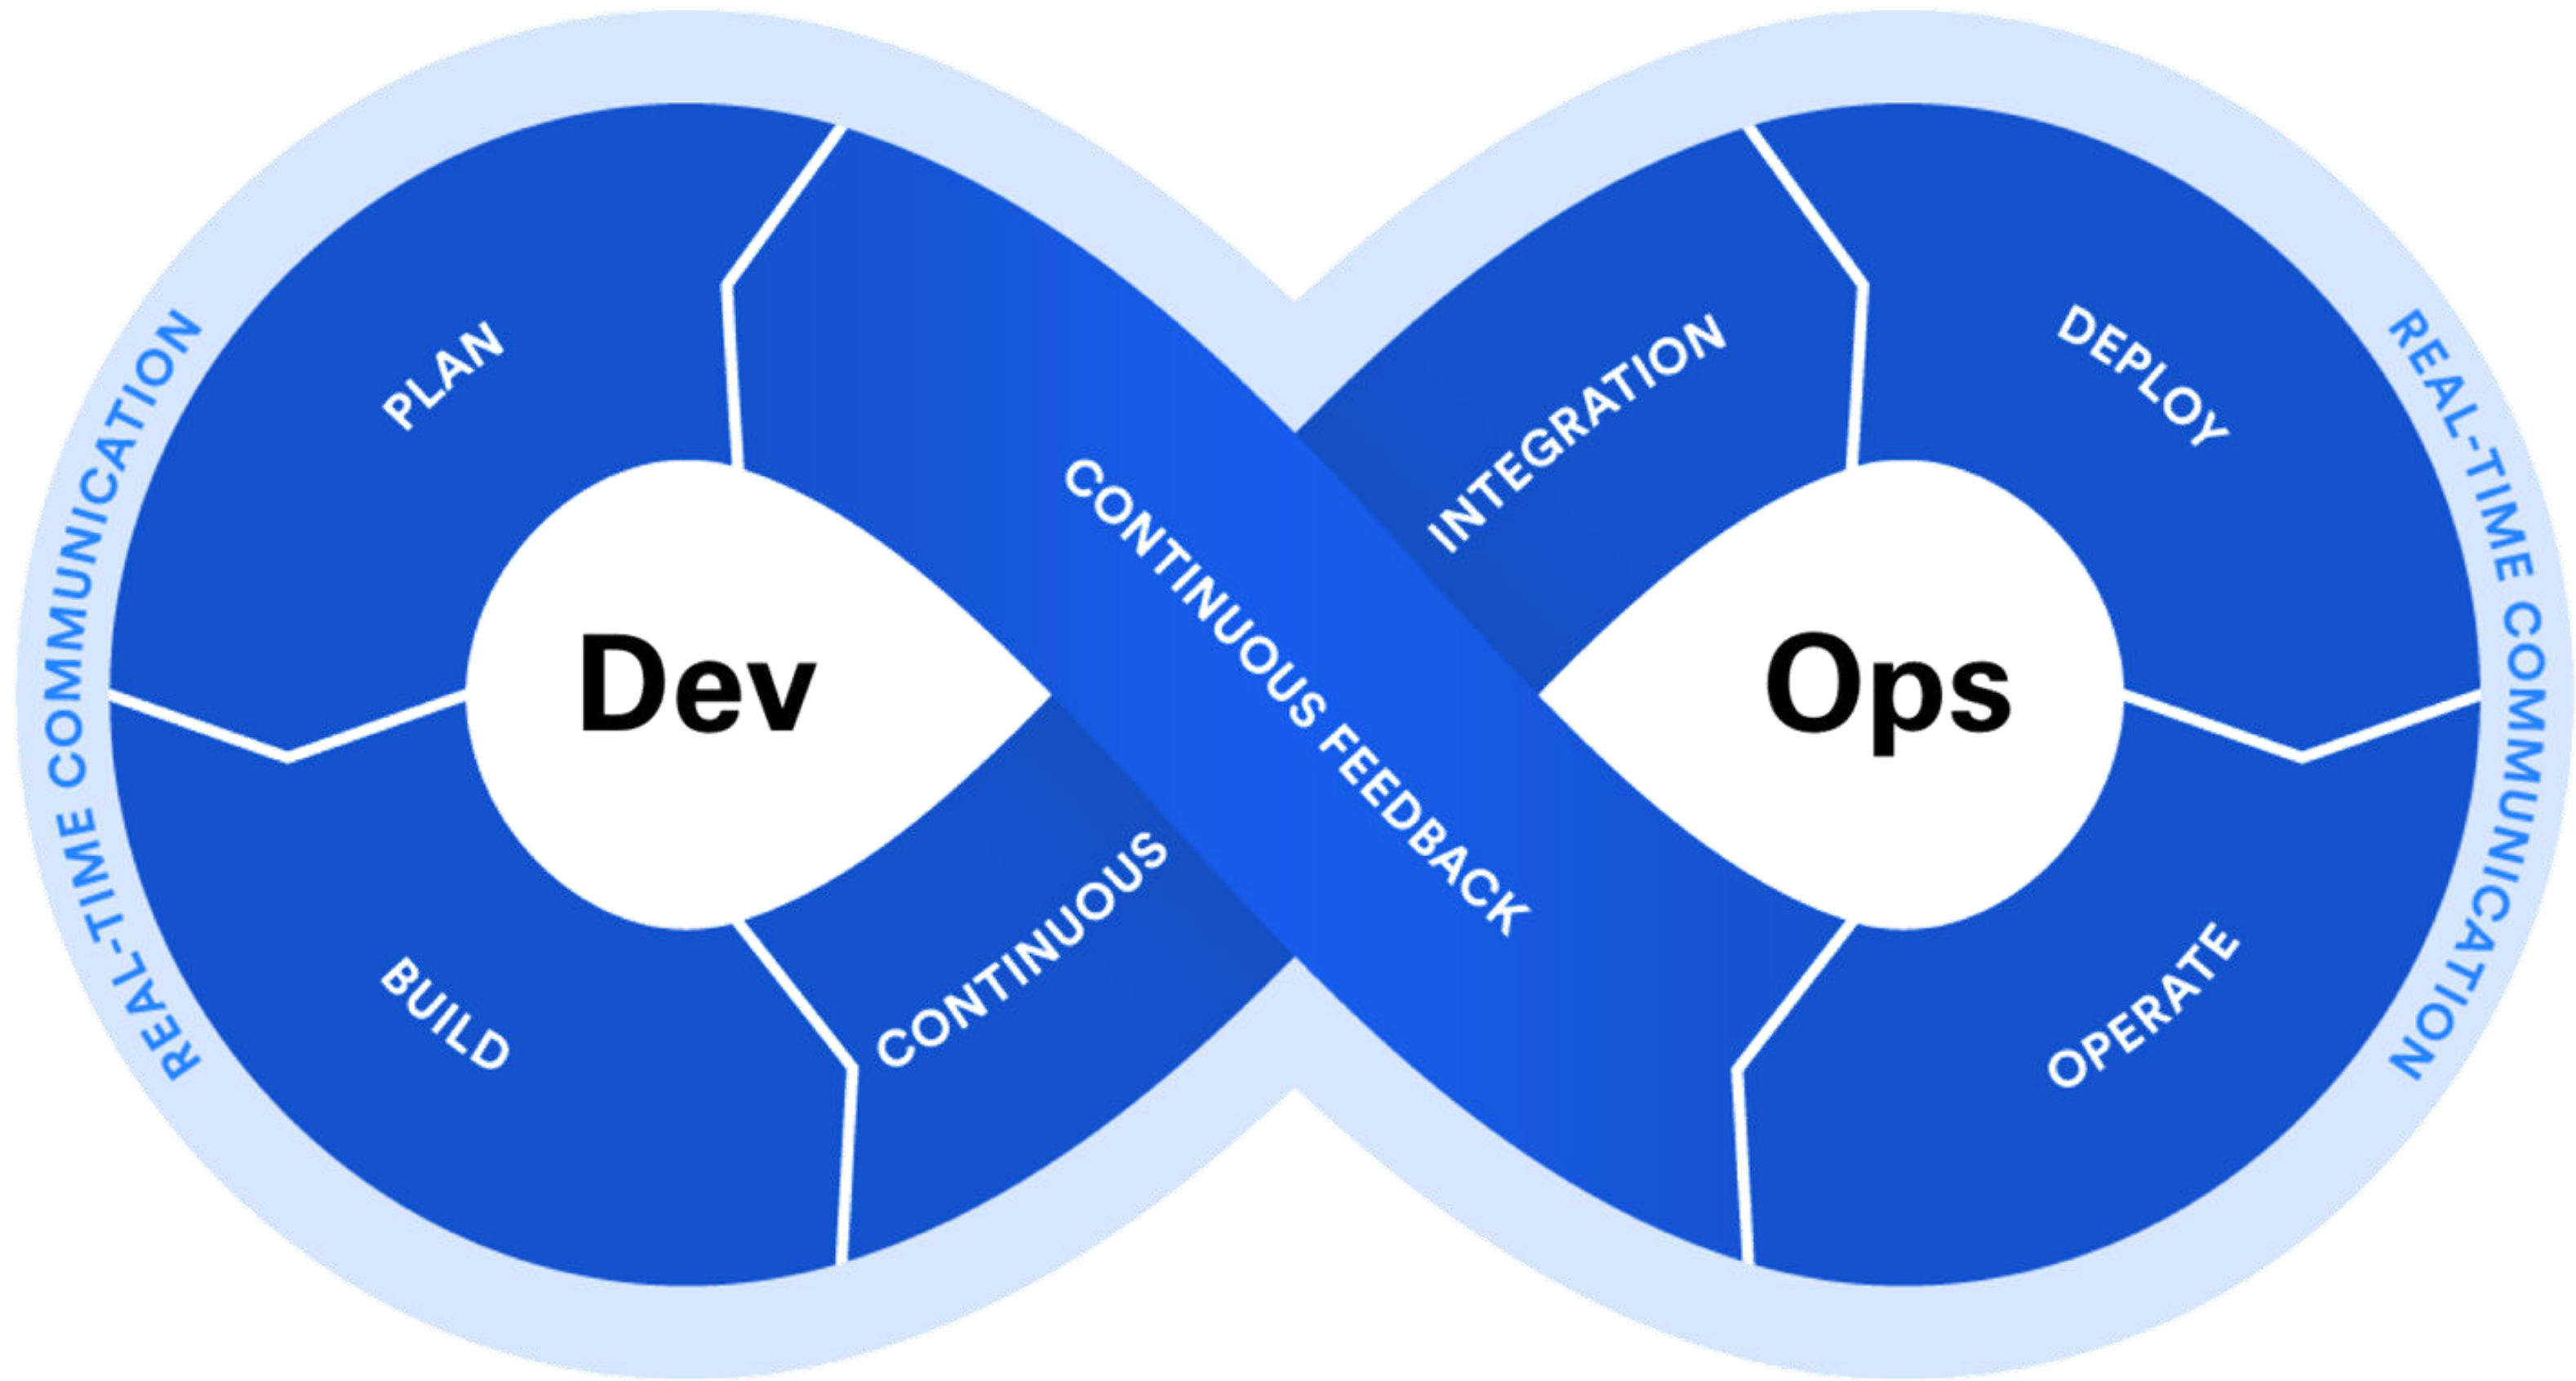 REAL-TIME COMMUNICATION
PLAN
BUILD
Dev
CONTINUOUS
INTEGRATION
CONTINUOUS FEEDBACK
DEPLOY
OPERATE
Ops
REAL-TIME COMMUNICATION